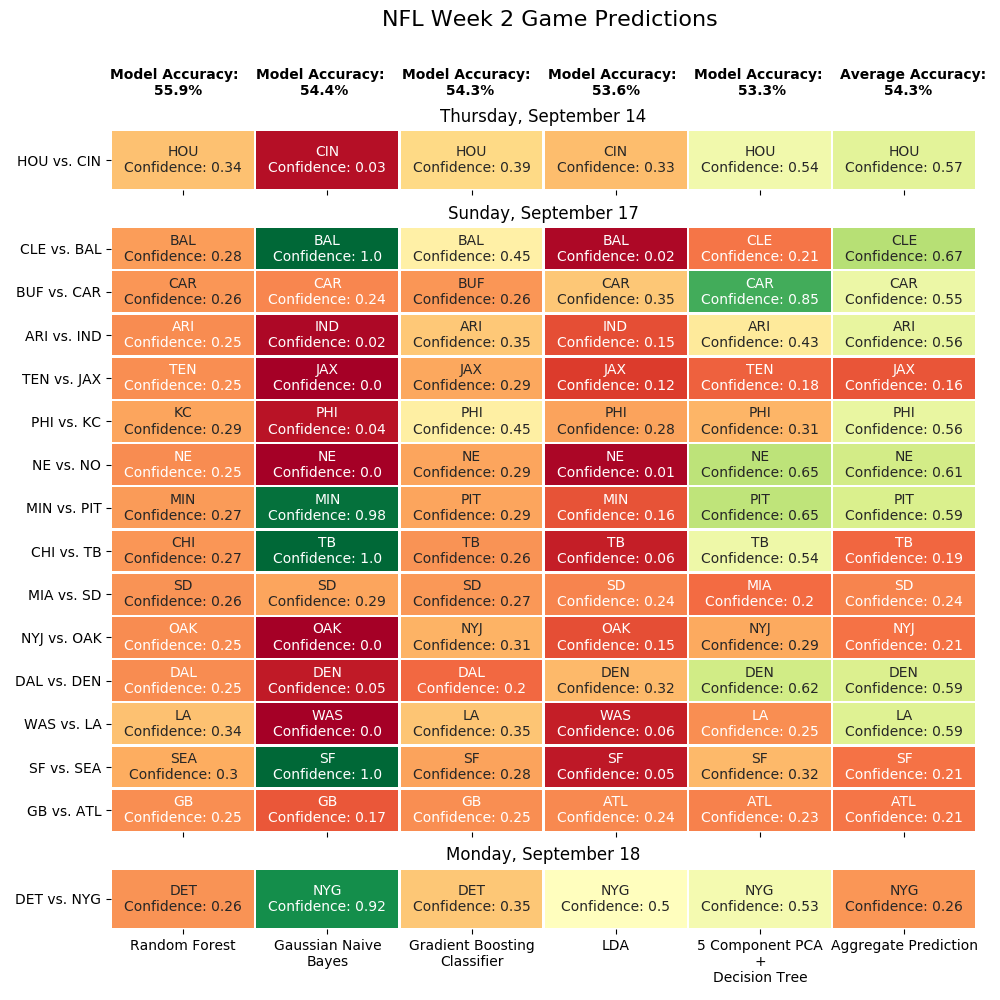 NFL Week 2 Game Predictions
Model Accuracy: Model Accuracy: Model Accuracy: Model Accuracy: Model Accuracy: Average Accuracy:
55.9% 54.4% 54.3% 53.6% 53.3% 54.3%
Thursday, September 14
HOU CIN HOU CIN HOU HOU
HOU vs. CIN
Confidence: 0.34 Confidence: 0.03 Confidence: 0.39 Confidence: 0.33 Confidence: 0.54 Confidence: 0.57
Sunday, September 17
BAL BAL BAL BAL CLE CLE
CLE vs. BAL
Confidence: 0.28 Confidence: 1.0 Confidence: 0.45 Confidence: 0.02 Confidence: 0.21 Confidence: 0.67
CAR CAR BUF CAR CAR CAR
BUF vs. CAR
Confidence: 0.26 Confidence: 0.24 Confidence: 0.26 Confidence: 0.35 Confidence: 0.85 Confidence: 0.55
ARI IND ARI IND ARI ARI
ARI vs. IND
Confidence: 0.25 Confidence: 0.02 Confidence: 0.35 Confidence: 0.15 Confidence: 0.43 Confidence: 0.56
TEN JAX JAX JAX TEN JAX
TEN vs. JAX
Confidence: 0.25 Confidence: 0.0 Confidence: 0.29 Confidence: 0.12 Confidence: 0.18 Confidence: 0.16
KC PHI PHI PHI PHI PHI
PHI vs. KC
Confidence: 0.29 Confidence: 0.04 Confidence: 0.45 Confidence: 0.28 Confidence: 0.31 Confidence: 0.56
NE NE NE NE NE NE
NE vs. NO
Confidence: 0.25 Confidence: 0.0 Confidence: 0.29 Confidence: 0.01 Confidence: 0.65 Confidence: 0.61
MIN MIN PIT MIN PIT PIT
MIN vs. PIT
Confidence: 0.27 Confidence: 0.98 Confidence: 0.29 Confidence: 0.16 Confidence: 0.65 Confidence: 0.59
CHI TB TB TB TB TB
CHI vs. TB
Confidence: 0.27 Confidence: 1.0 Confidence: 0.26 Confidence: 0.06 Confidence: 0.54 Confidence: 0.19
SD SD SD SD MIA SD
MIA vs. SD
Confidence: 0.26 Confidence: 0.29 Confidence: 0.27 Confidence: 0.24 Confidence: 0.2 Confidence: 0.24
OAK OAK NYJ OAK NYJ NYJ
NYJ vs. OAK
Confidence: 0.25 Confidence: 0.0 Confidence: 0.31 Confidence: 0.15 Confidence: 0.29 Confidence: 0.21
DAL DEN DAL DEN DEN DEN
DAL vs. DEN
Confidence: 0.25 Confidence: 0.05 Confidence: 0.2 Confidence: 0.32 Confidence: 0.62 Confidence: 0.59
LA WAS LA WAS LA LA
WAS vs. LA
Confidence: 0.34 Confidence: 0.0 Confidence: 0.35 Confidence: 0.06 Confidence: 0.25 Confidence: 0.59
SEA SF SF SF SF SF
SF vs. SEA
Confidence: 0.3 Confidence: 1.0 Confidence: 0.28 Confidence: 0.05 Confidence: 0.32 Confidence: 0.21
GB GB GB ATL ATL ATL
GB vs. ATL
Confidence: 0.25 Confidence: 0.17 Confidence: 0.25 Confidence: 0.24 Confidence: 0.23 Confidence: 0.21
Monday, September 18
DET NYG DET NYG NYG NYG
DET vs. NYG
Confidence: 0.26 Confidence: 0.92 Confidence: 0.35 Confidence: 0.5 Confidence: 0.53 Confidence: 0.26
Random Forest Gaussian Naive Gradient Boosting LDA 5 Component PCA Aggregate Prediction
Bayes Classifier +
Decision Tree